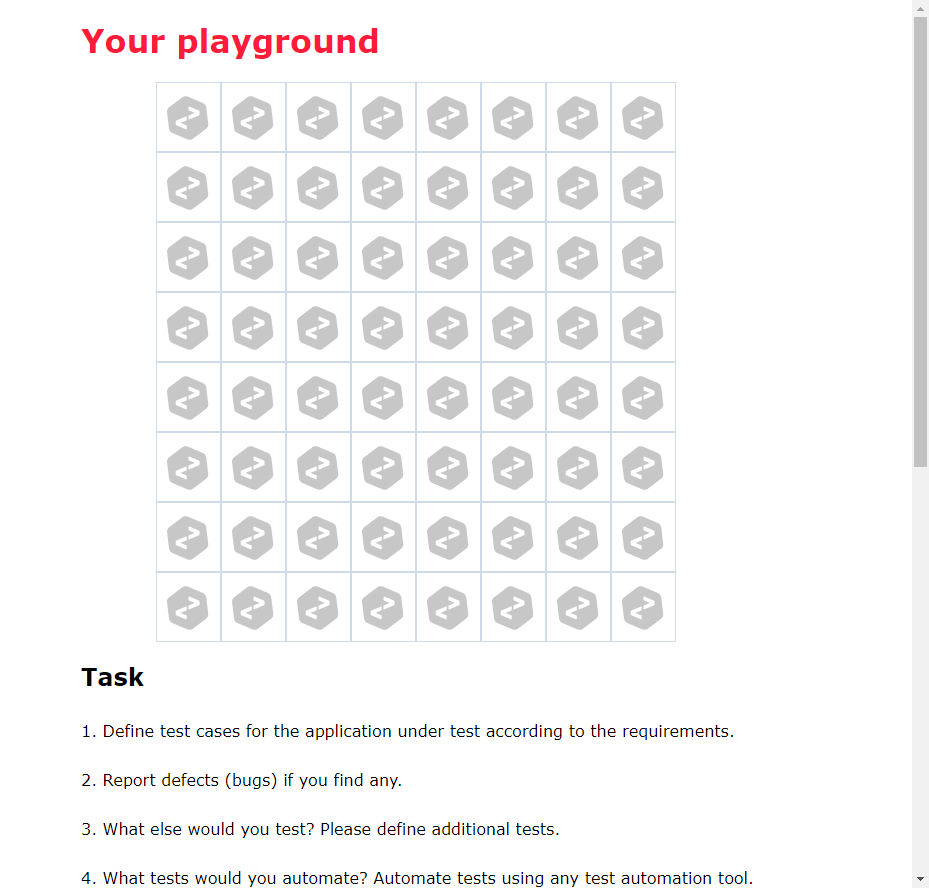 Your playground
Task
1. Define test cases for the application under test according to the requirements.
2. Report defects (bugs) if you find any.
3. What else would you test? Please define additional tests.
4. What tests would you automate? Automate tests using any test automation tool.